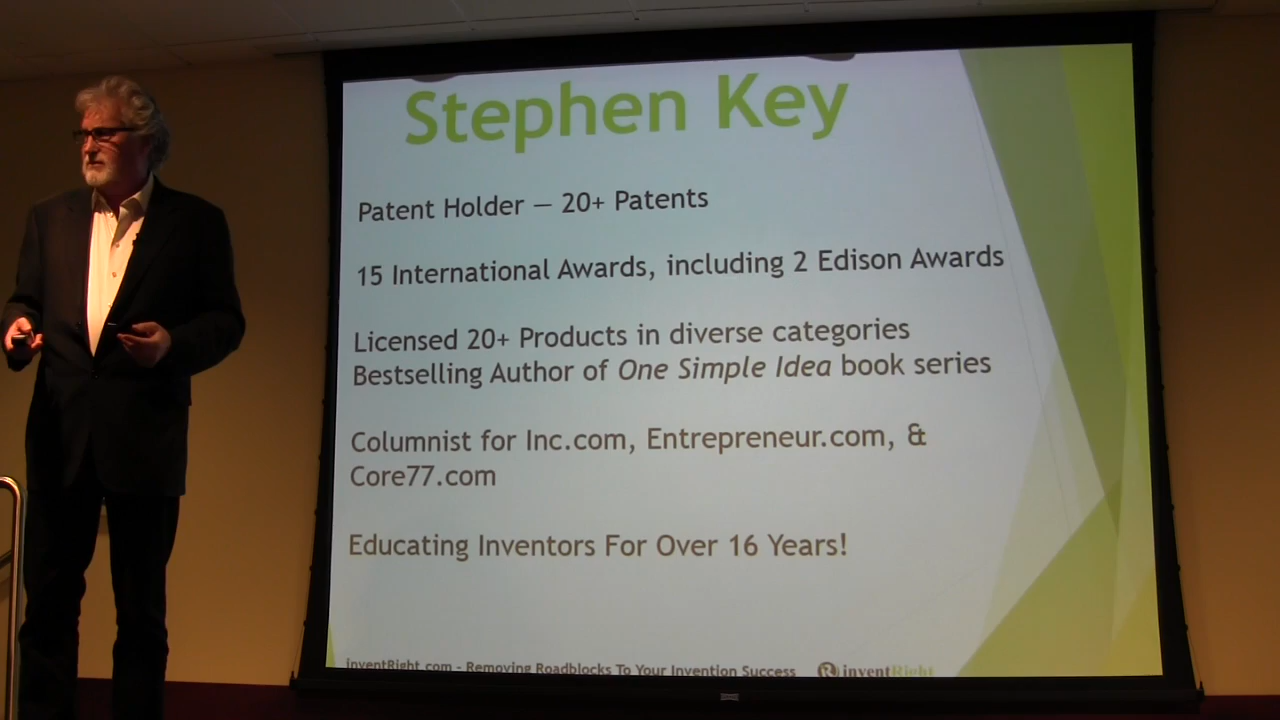 Stephen Key
Patent Holder — 20+ Patents
15 International Awards, including 2 Edison Awards
Licensed 20+ Products in diverse categories
Bestselling Author of One Simple Idea book series
Columnist for Inc.com, Entrepreneur.com, &
Core77.com
Educating Inventors For Over 16 Years!
inventRight.com - Removing Roadblocks To Your Invention Success
R inventRight